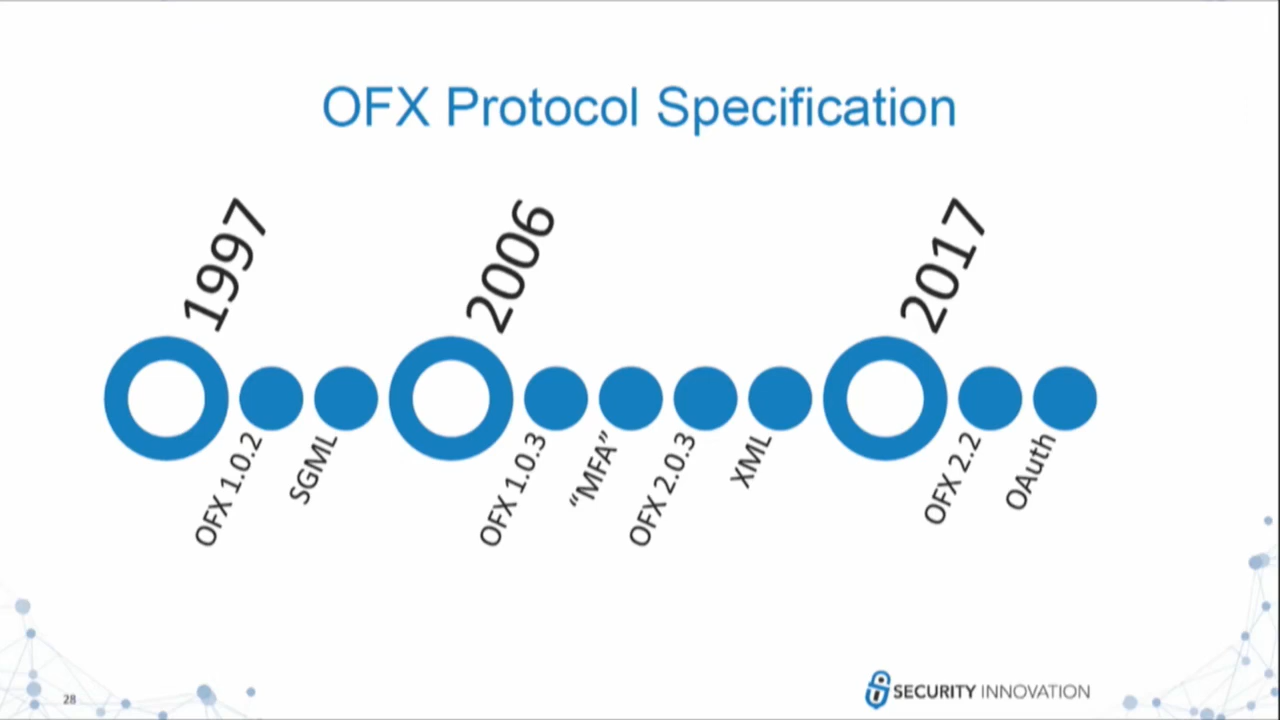 OFX Protocol Specification
1997
2006
2017
OFX 1.0.2
SGML
OFX 1.0.3
“MFA”
OFX 2.0.3
XML
OFX 2.2
OAuth
28
SECURITY INNOVATION